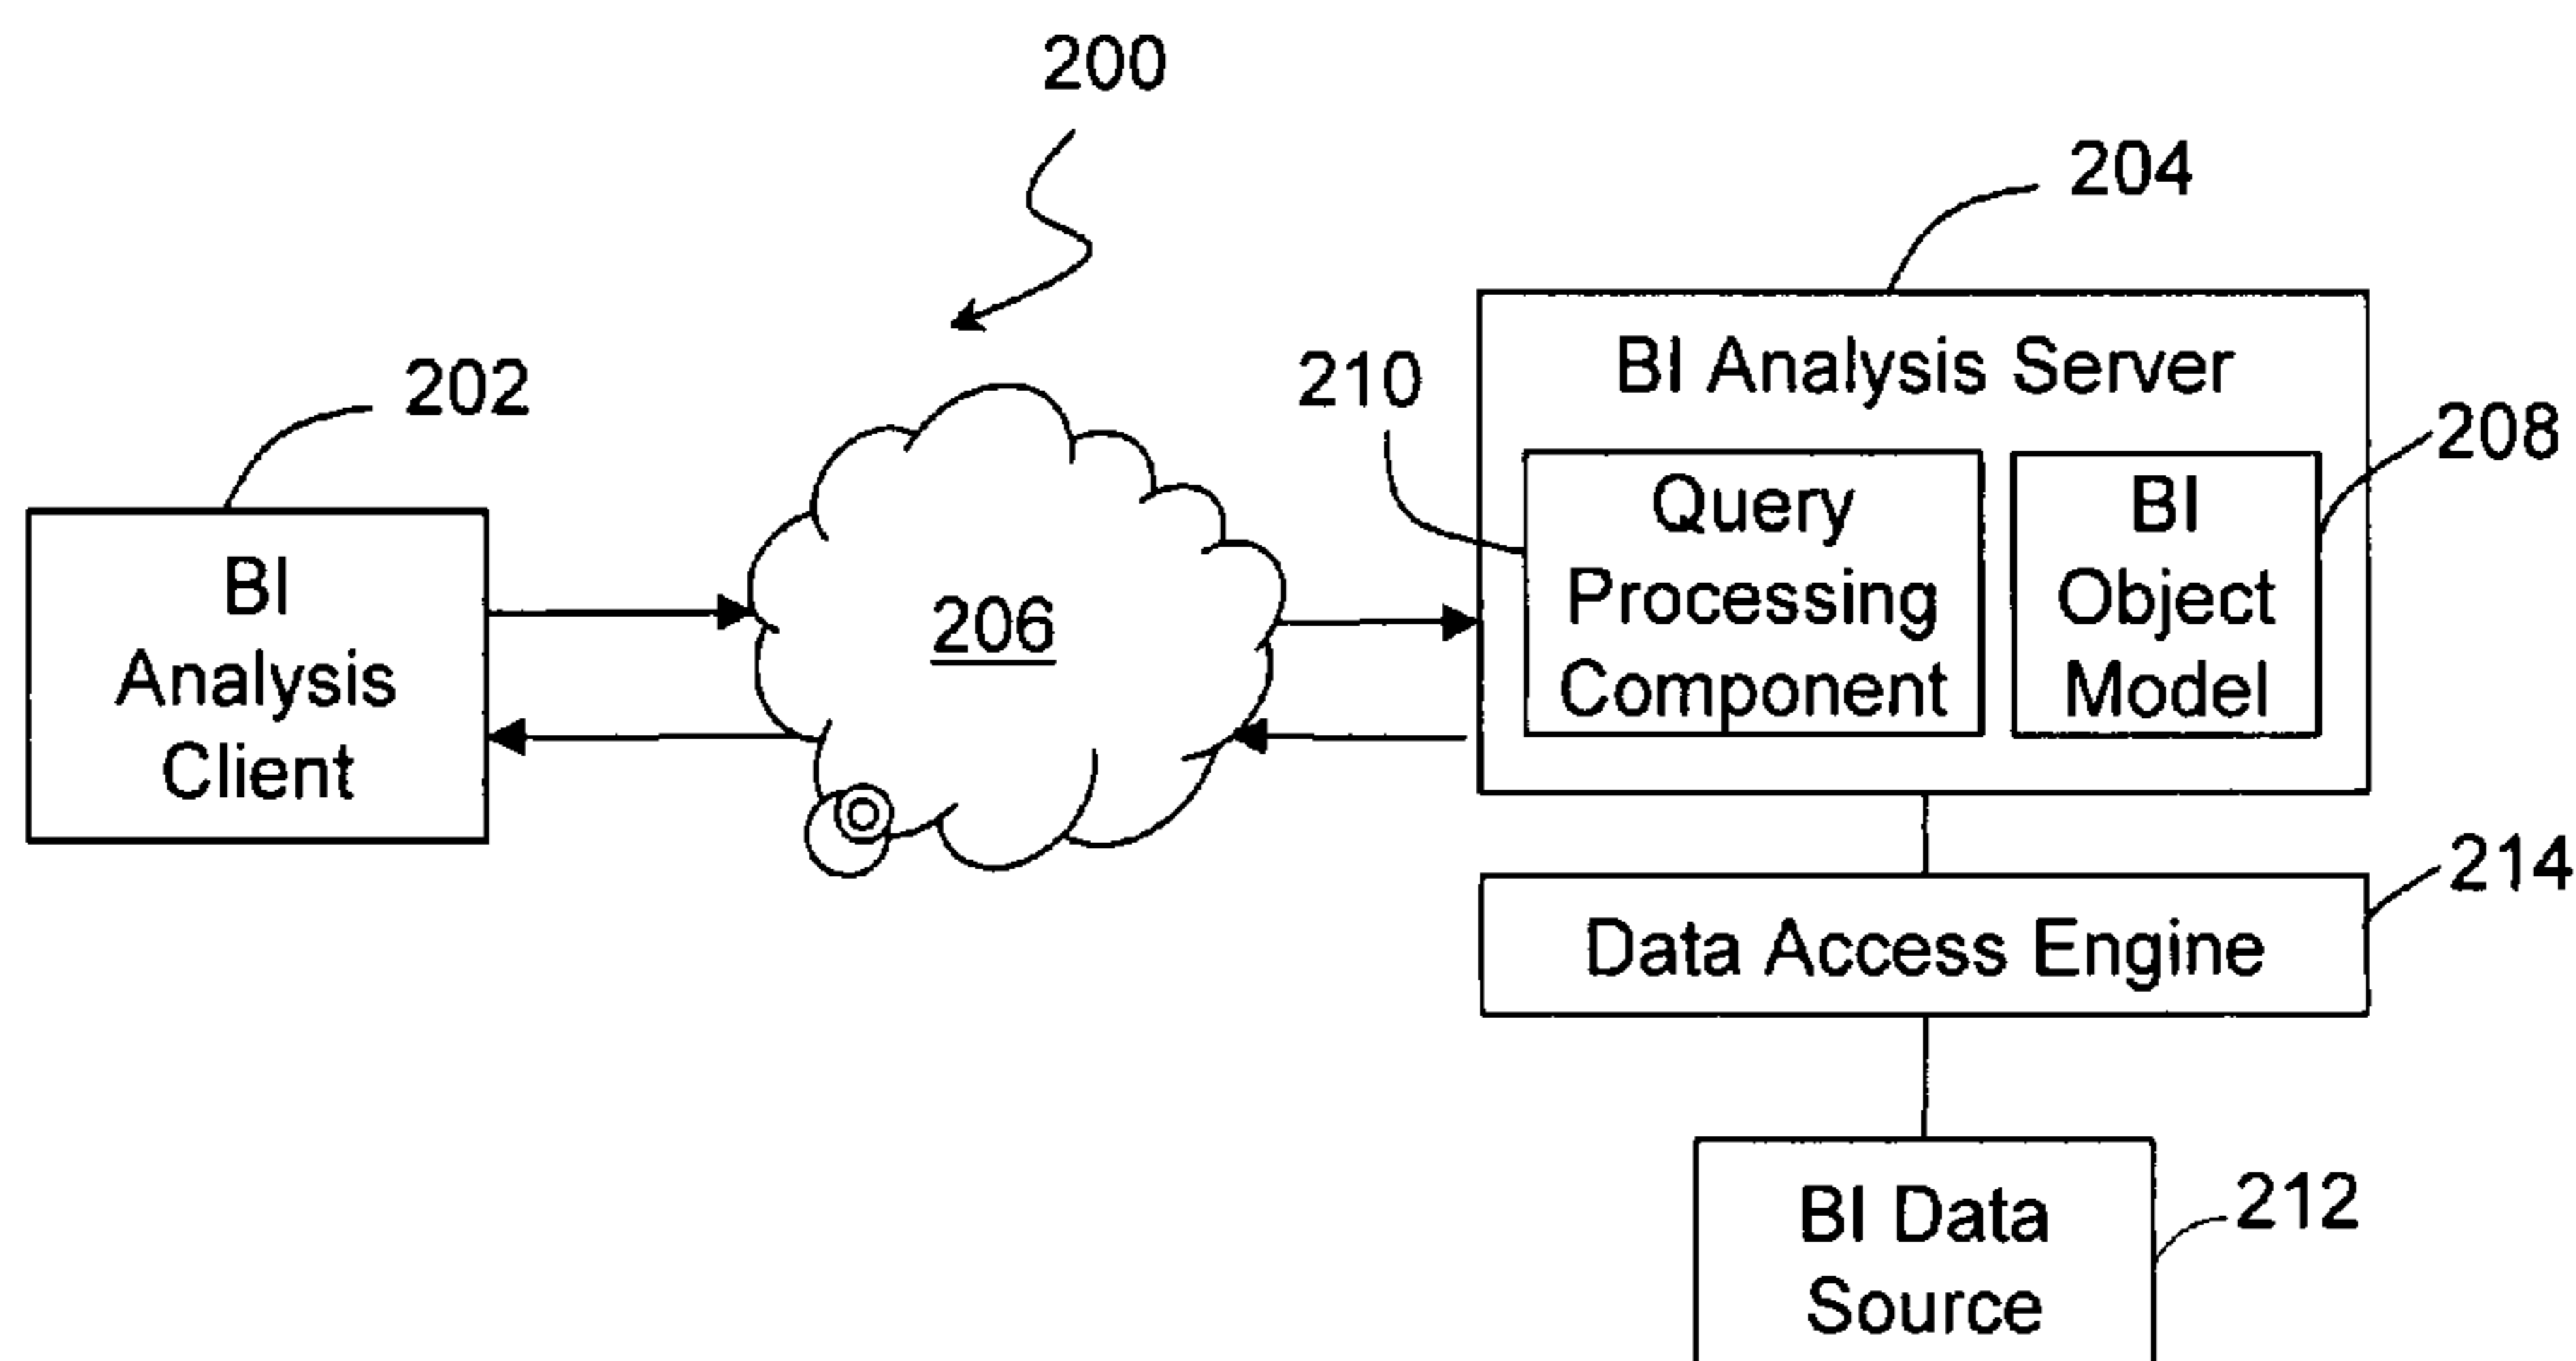 200
204
202
210
BI Analysis Server
208
BI
Analysis
Client
206
Query
Processing
Component
BI
Object
Model
214
Data Access Engine
212
BI Data
Source